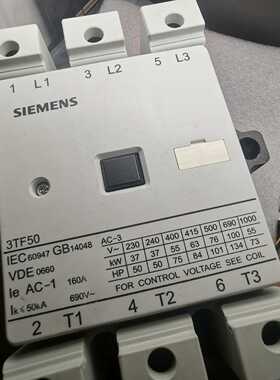 1 L1 3 L2 5 L3
SIEMENS
3TF50
IEC 60947 GB 14048
VDE 0660
Ie AC-1 160A
Ik ≤ 50kA 690V~
AC-3
V~ 230 240 400 415 500 690 1000
kW 37 37 55 63 75 90 55
HP 50 50 75 84 101 134 73
FOR CONTROL VOLTAGE SEE COIL
2 T1 4 T2 6 T3